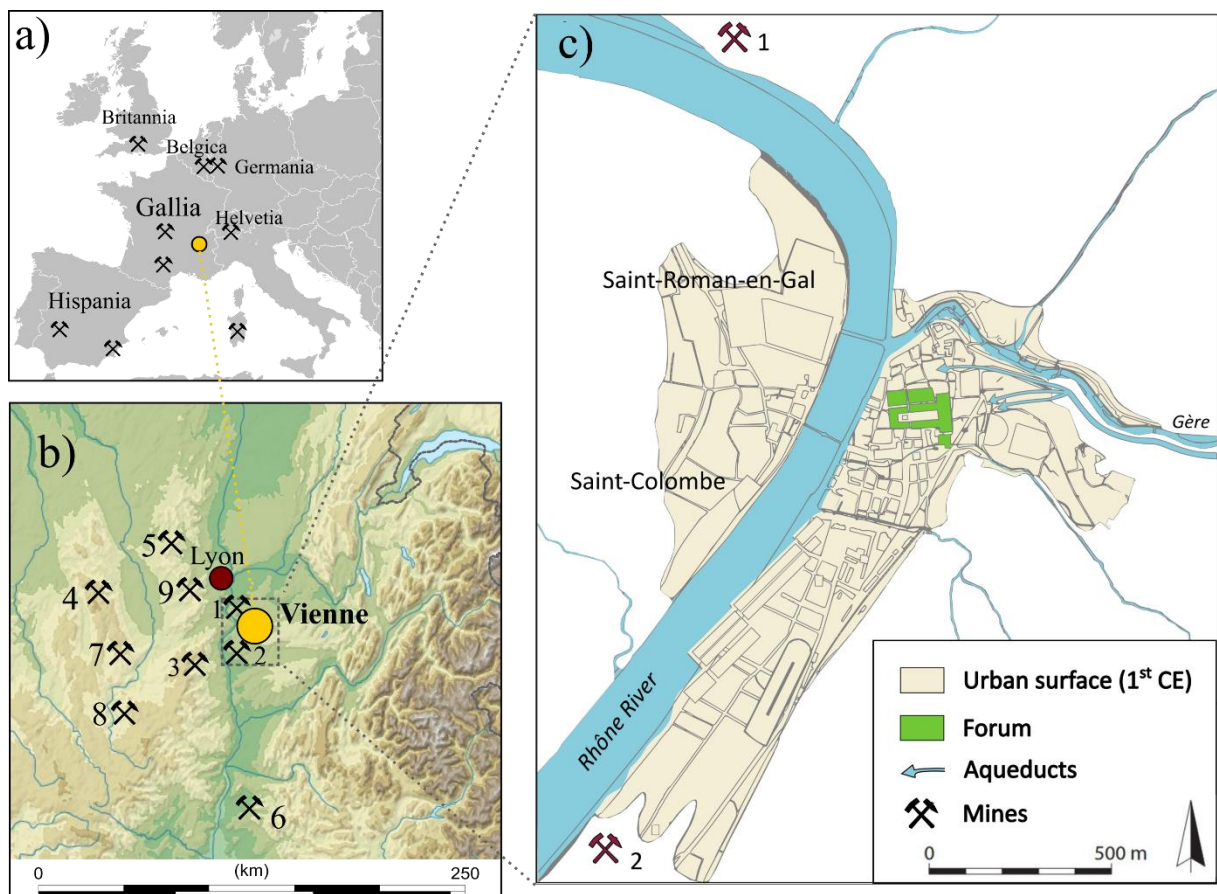 a)
Britannia
Belgica
Germania
Gallia
Helvetia
Hispania
b)
5
Lyon
4
9
1
Vienne
7
3
2
8
6
(km)
0
250
c)
1
Saint-Roman-en-Gal
Gère
Saint-Colombe
Rhône River
2
Urban surface (1st CE)
Forum
Aqueducts
Mines
0
500 m